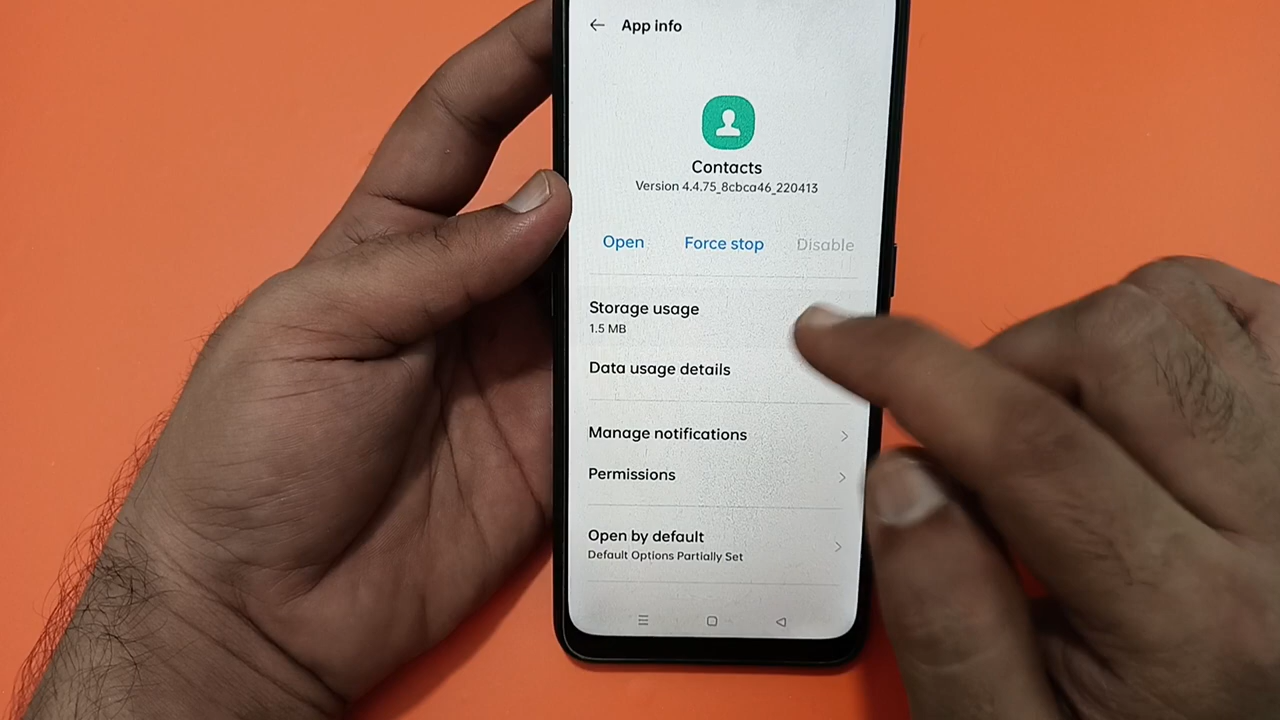 App info
Contacts
Version 4.4.75_8cbca46_220413
Open
Force stop
Disable
Storage usage
1.5 MB
Data usage details
Manage notifications
Permissions
Open by default
Default Options Partially Set